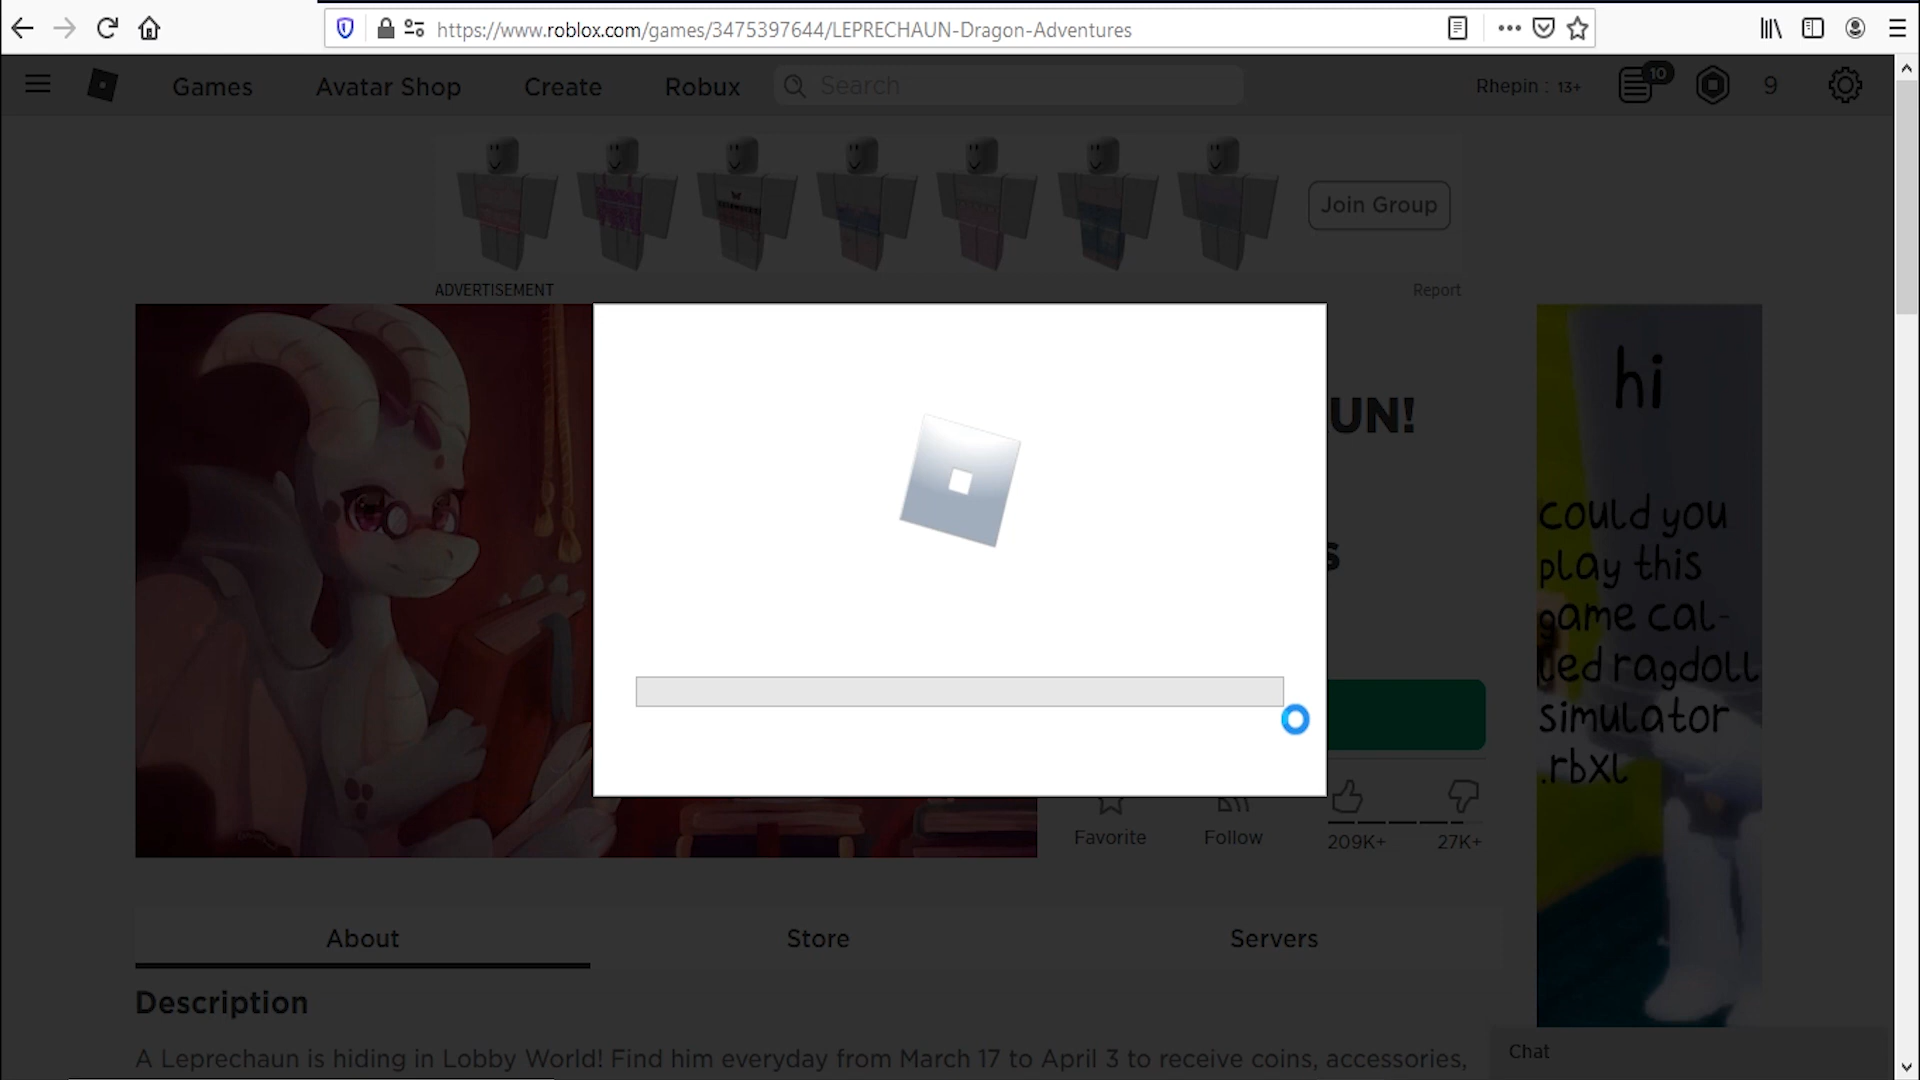 https://www.roblox.com/games/3475397644/LEPRECHAUN-Dragon-Adventures
Games
Avatar Shop
Create
Robux
Search
Rhepin : 13+
10
9
Join Group
ADVERTISEMENT
Report
UN!
s
hi
could you
play this
game cal-
led ragdoll
simulator
.rbxl
Favorite
Follow
209K+
27K+
About
Store
Servers
Description
A Leprechaun is hiding in Lobby World! Find him everyday from March 17 to April 3 to receive coins, accessories,
Chat